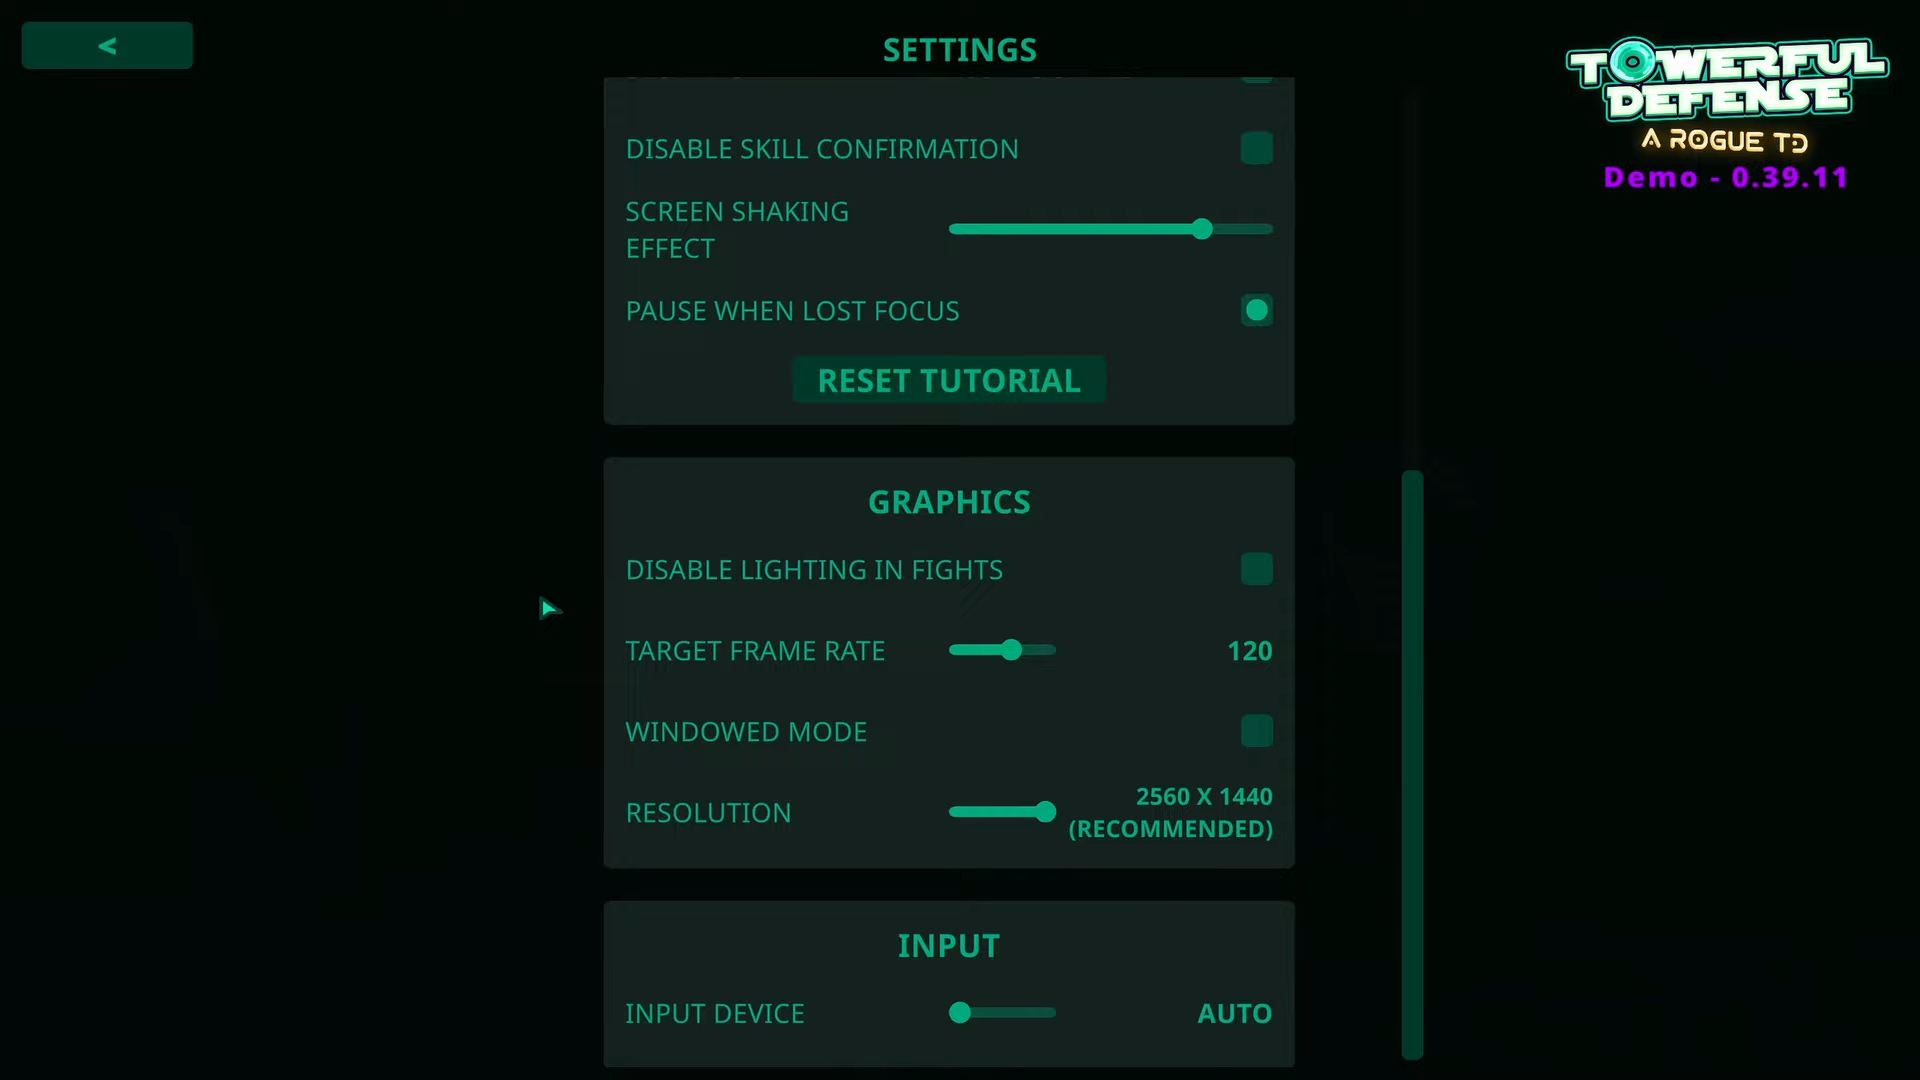 <
SETTINGS
TOWERFUL
DEFENSE
A ROGUE TD
Demo - 0.39.11
DISABLE SKILL CONFIRMATION
SCREEN SHAKING
EFFECT
PAUSE WHEN LOST FOCUS
RESET TUTORIAL
GRAPHICS
DISABLE LIGHTING IN FIGHTS
TARGET FRAME RATE 120
WINDOWED MODE
RESOLUTION 2560 X 1440
(RECOMMENDED)
INPUT
INPUT DEVICE AUTO